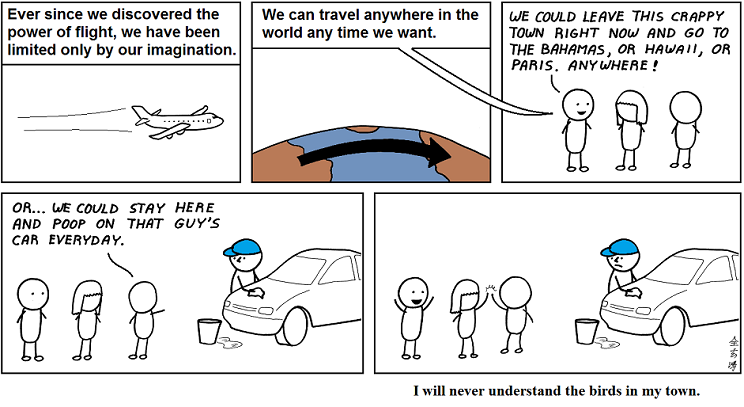 Ever since we discovered the
power of flight, we have been
limited only by our imagination.
We can travel anywhere in the
world any time we want.
WE COULD LEAVE THIS CRAPPY
TOWN RIGHT NOW AND GO TO
THE BAHAMAS, OR HAWAII, OR
PARIS. ANYWHERE!
OR... WE COULD STAY HERE
AND POOP ON THAT GUY'S
CAR EVERYDAY.
I will never understand the birds in my town.